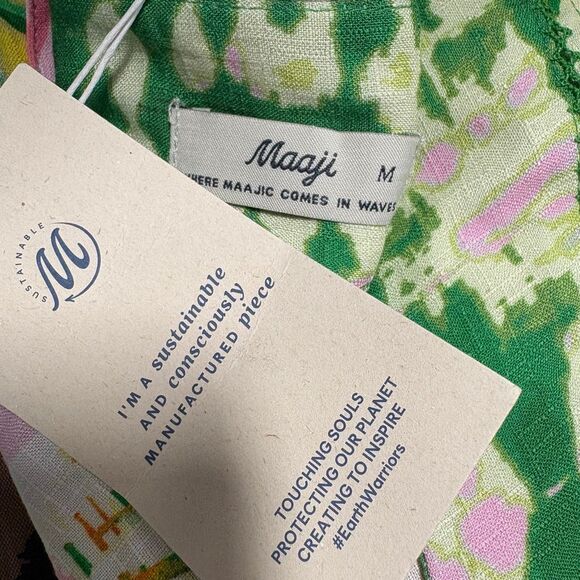 Maaji M
WHERE MAAJIC COMES IN WAVES
SUSTAINABLE
M
I'M A sustainable
AND consciously
MANUFACTURED piece
TOUCHING SOULS
PROTECTING OUR PLANET
CREATING TO INSPIRE
#EarthWarriors